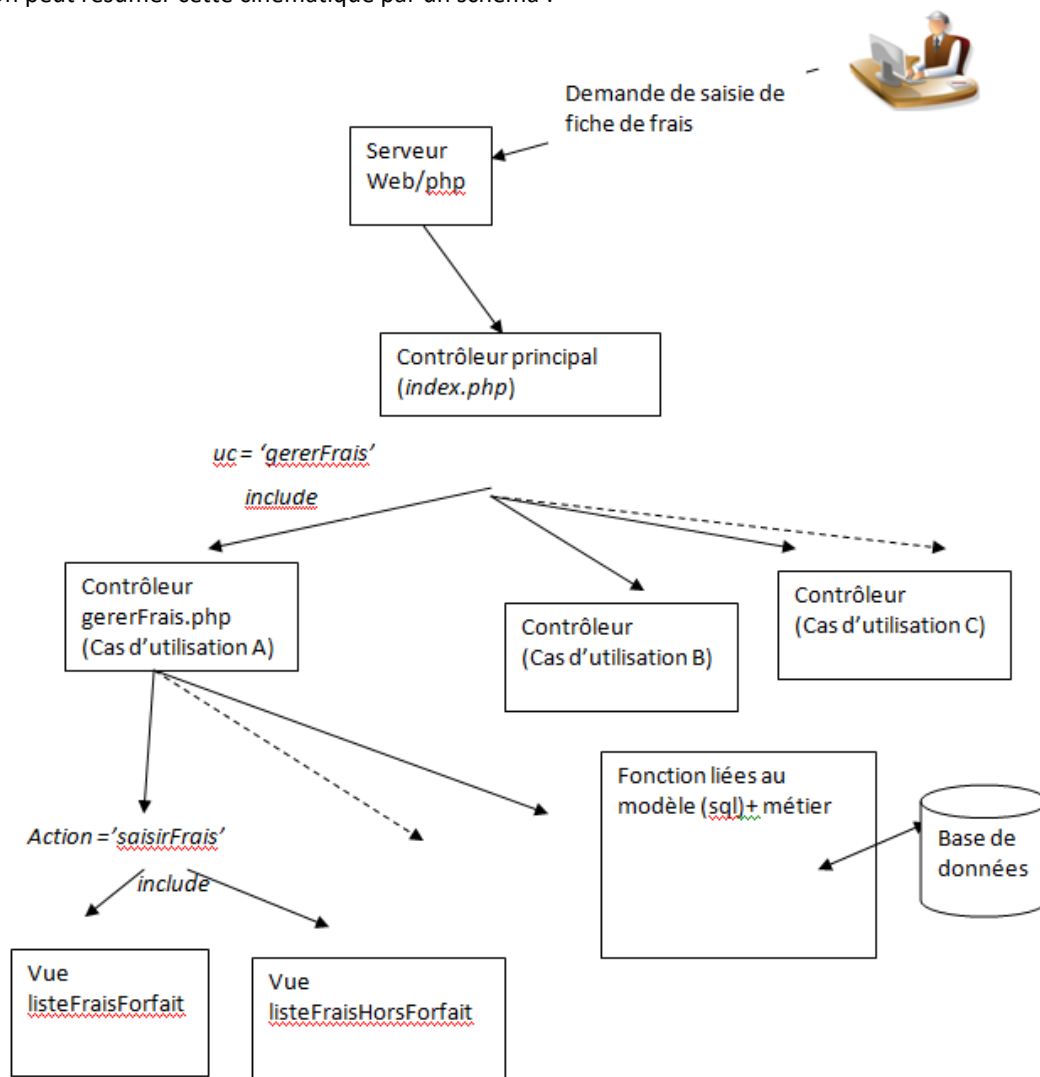 On peut résumer cette cinématique par un schéma :
Demande de saisie de
fiche de frais
Serveur
Web/php
Contrôleur principal
(index.php)
uc = ‘gererFrais’
include
Contrôleur
gererFrais.php
(Cas d’utilisation A)
Contrôleur
(Cas d’utilisation B)
Contrôleur
(Cas d’utilisation C)
Fonction liées au
modèle (sql)+ métier
Base de
données
Action =’saisirFrais’
include
Vue
listeFraisForfait
Vue
listeFraisHorsForfait